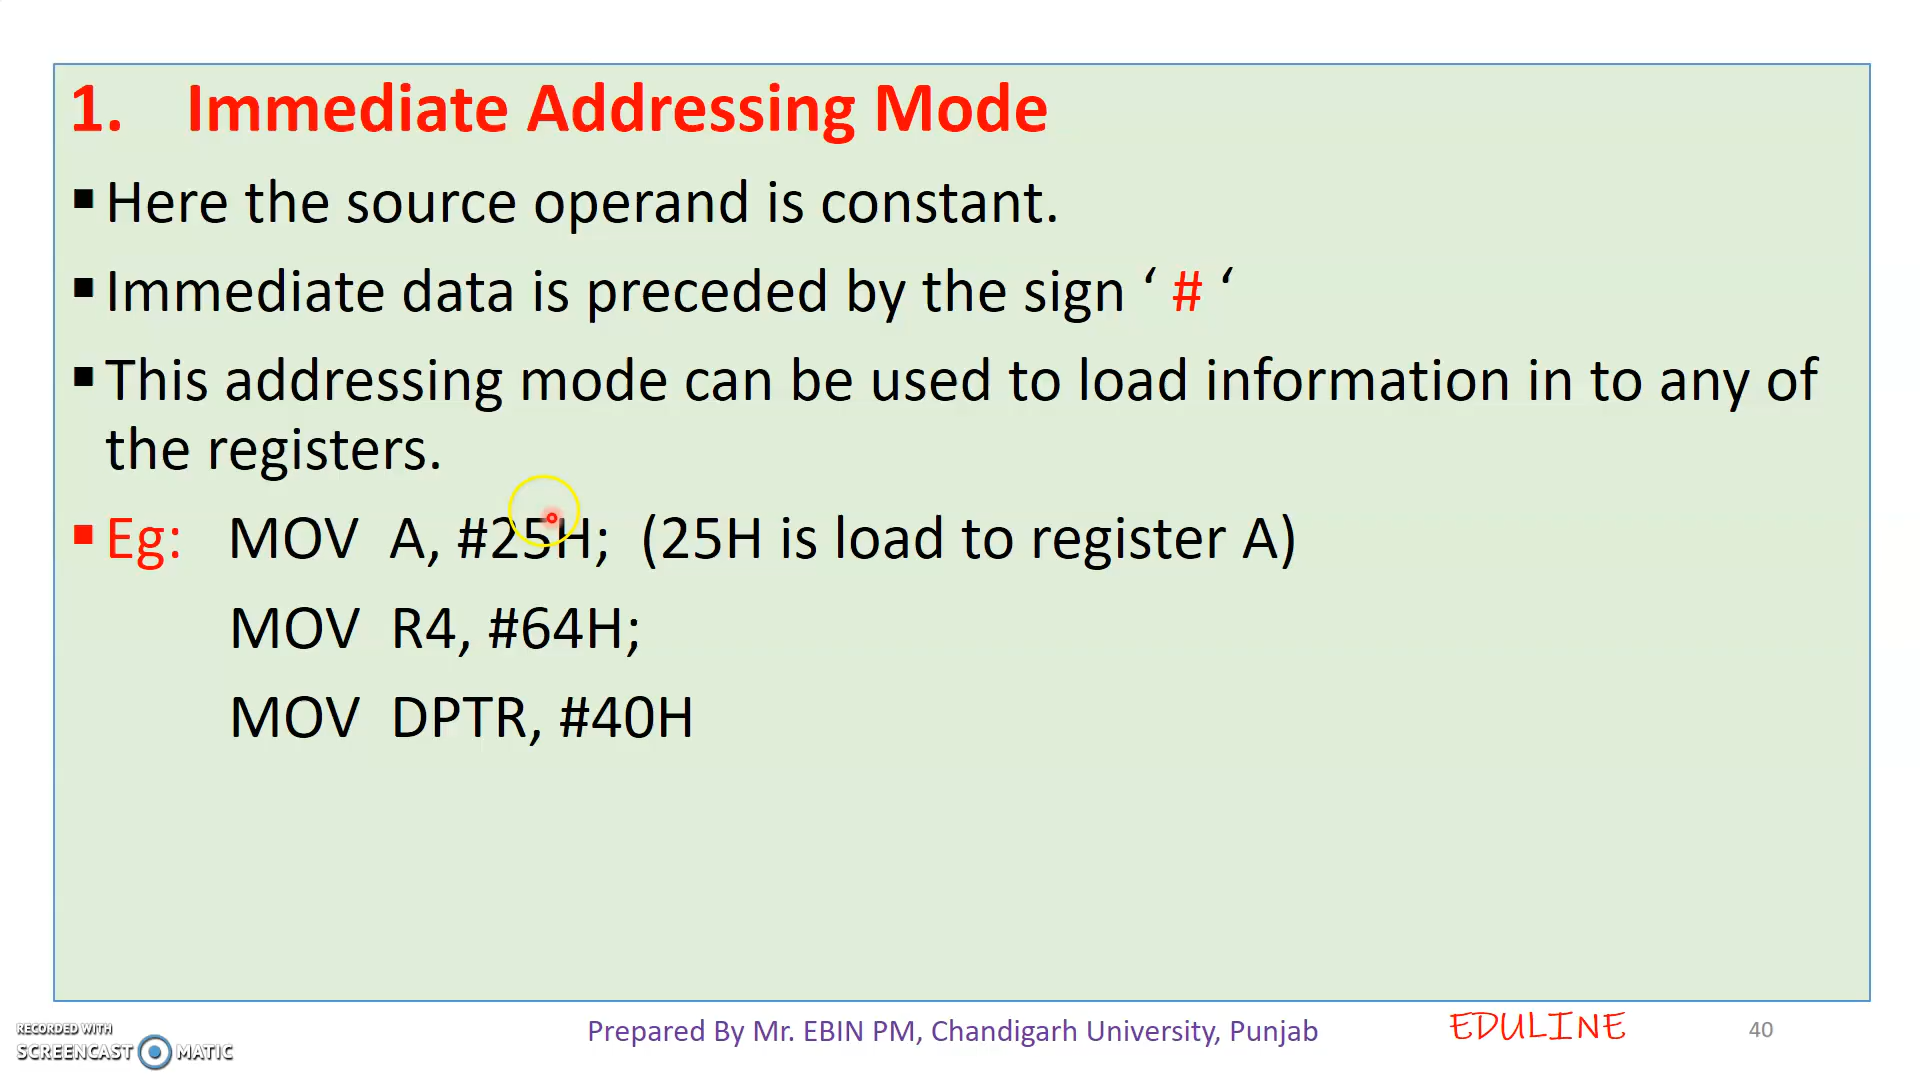 1. Immediate Addressing Mode
▪ Here the source operand is constant.
▪ Immediate data is preceded by the sign ‘ # ‘
▪ This addressing mode can be used to load information in to any of
the registers.
▪ Eg: MOV A, #25H; (25H is load to register A)
MOV R4, #64H;
MOV DPTR, #40H
RECORDED WITH
SCREENCAST MATIC
Prepared By Mr. EBIN PM, Chandigarh University, Punjab
EDULINE
40